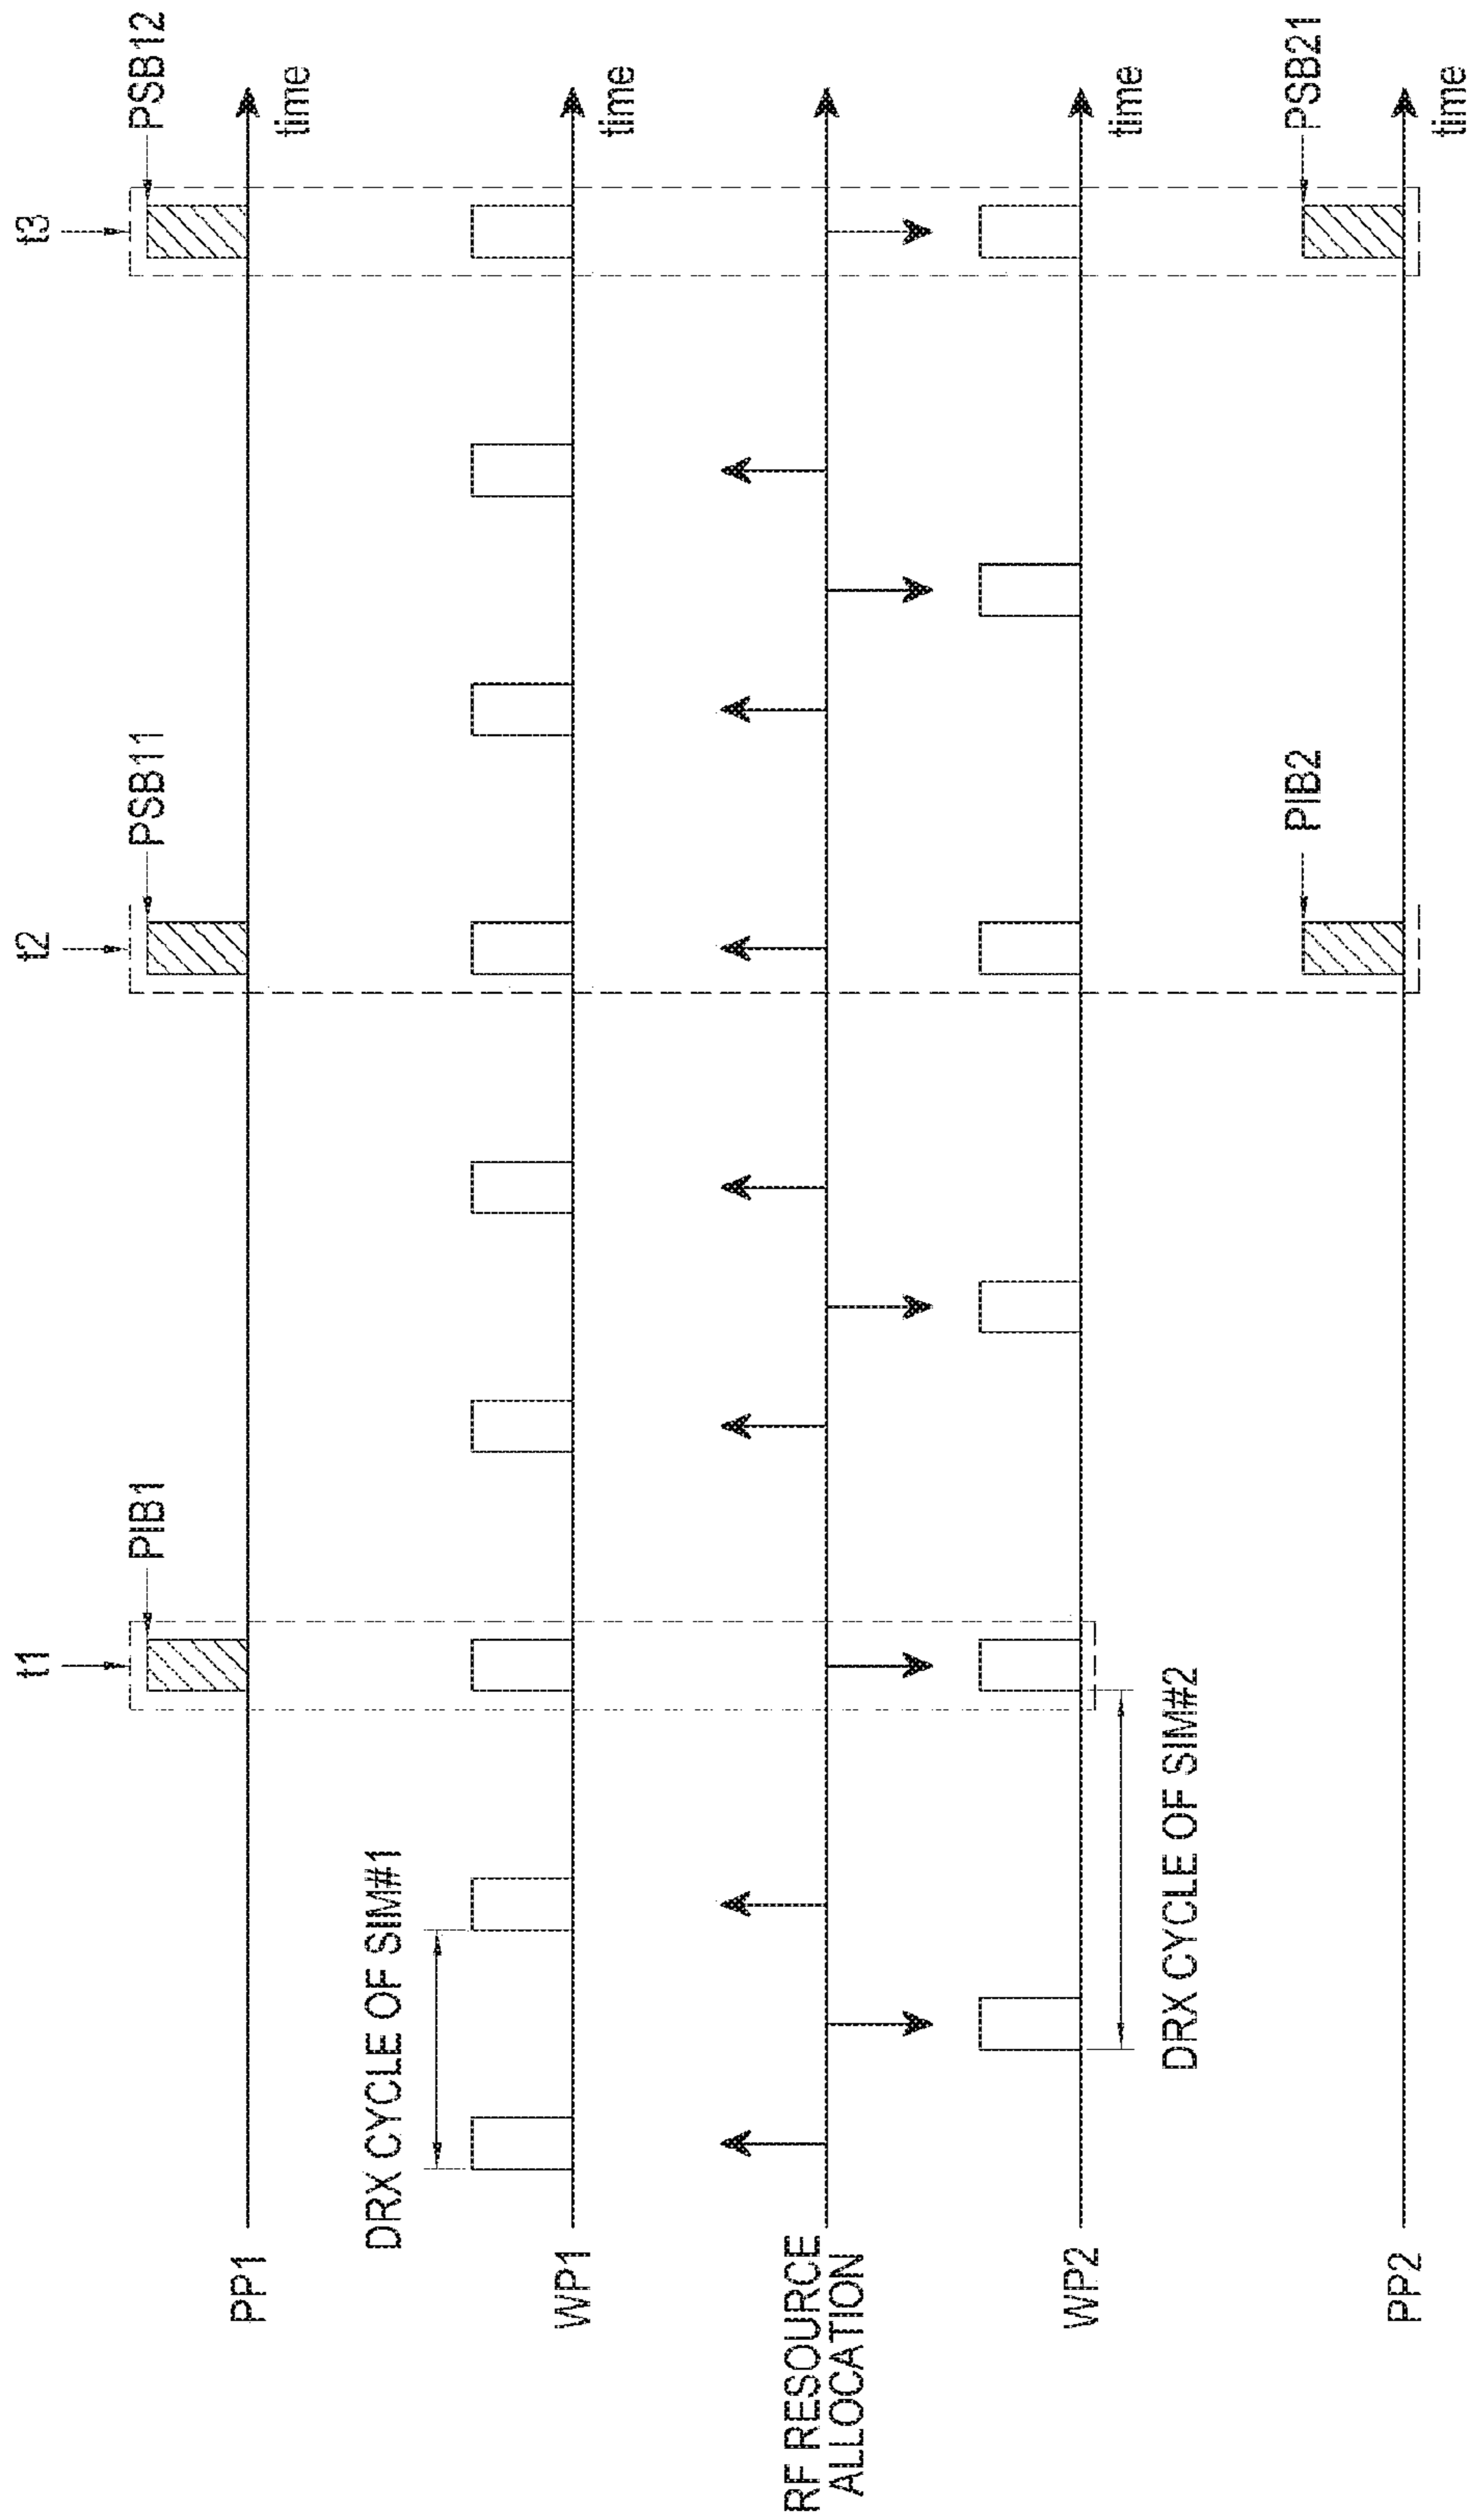 t1
t2
t3
PIB1
PSB11
PSB12
PP1
time
DRX CYCLE OF SIM#1
WP1
time
RF RESOURCE
ALLOCATION
WP2
time
DRX CYCLE OF SIM#2
PIB2
PSB21
PP2
time